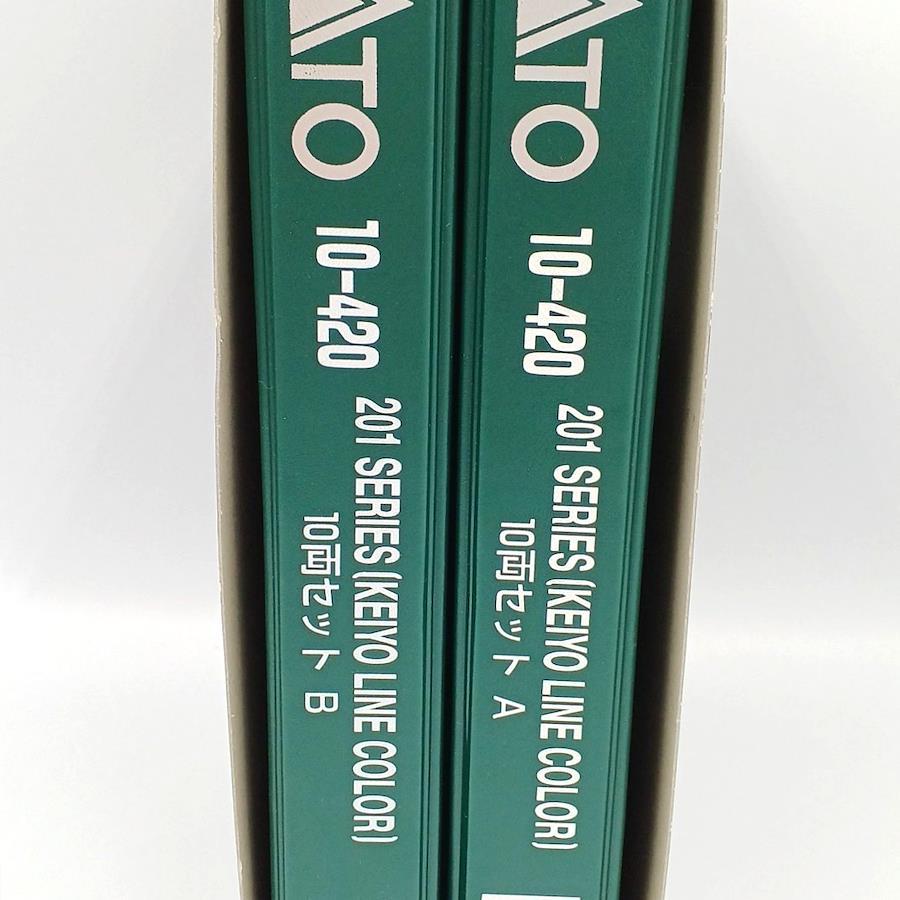 ATO
10-420
201 SERIES (KEIYO LINE COLOR)
10両セット B
ATO
10-420
201 SERIES (KEIYO LINE COLOR)
10両セット A